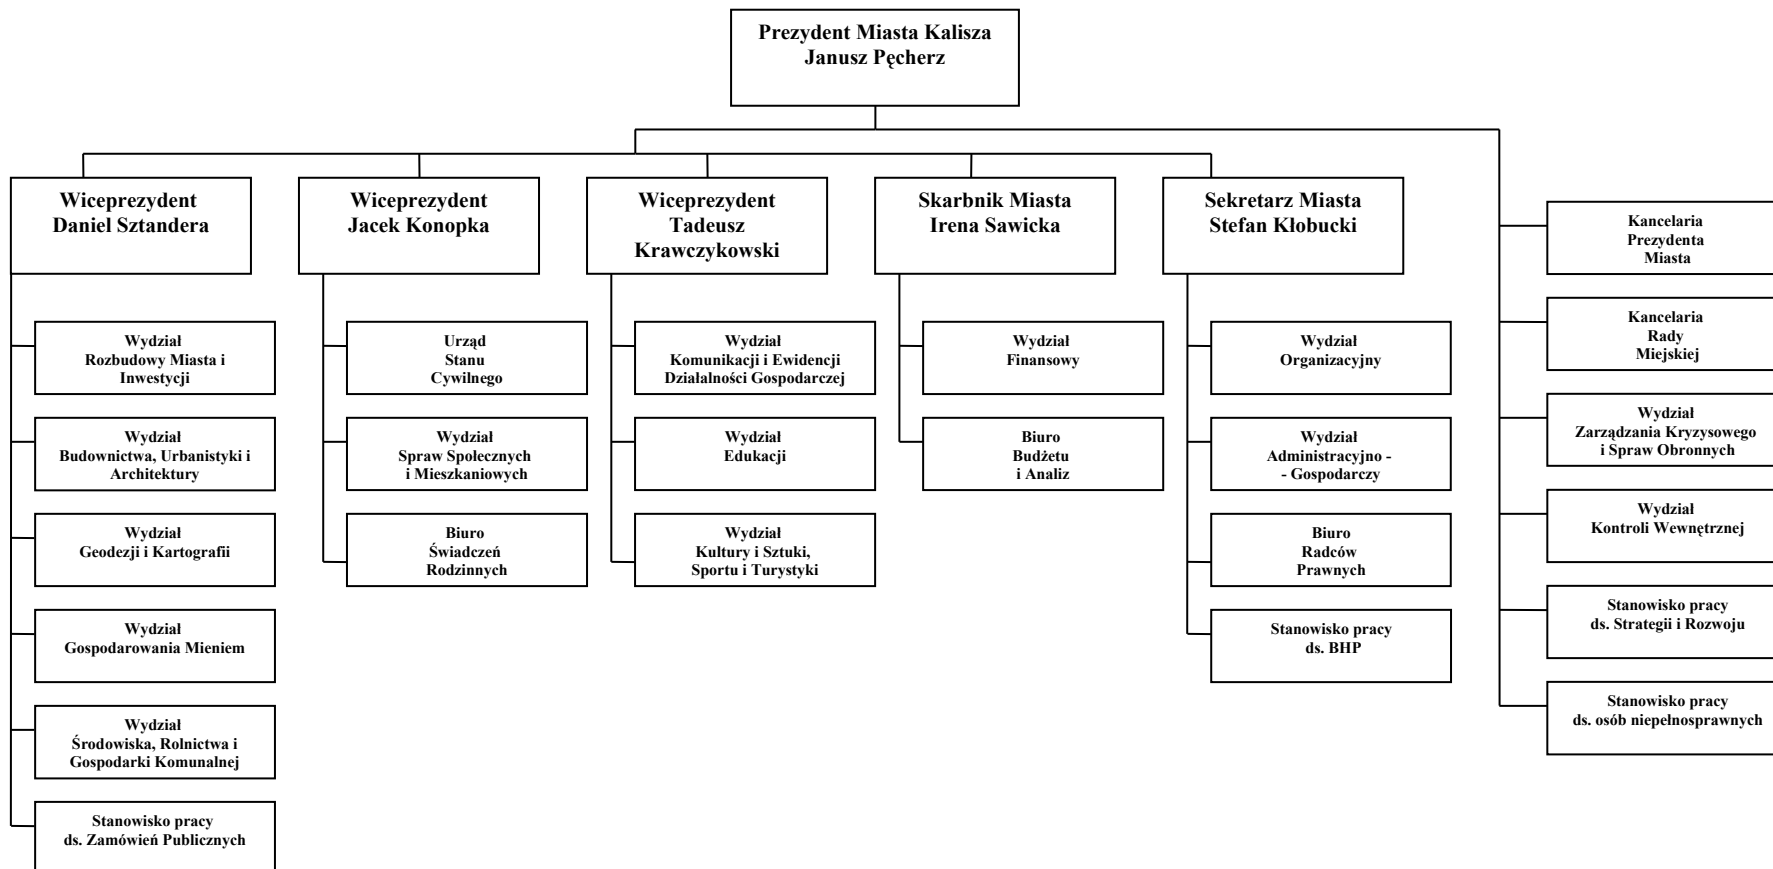 Prezydent Miasta Kalisza
Janusz Pęcherz
Wiceprezydent
Daniel Sztandera
Wiceprezydent
Jacek Konopka
Wiceprezydent
Tadeusz
Krawczykowski
Skarbnik Miasta
Irena Sawicka
Sekretarz Miasta
Stefan Kłobucki
Wydział
Rozbudowy Miasta i
Inwestycji
Wydział
Budownictwa, Urbanistyki i
Architektury
Wydział
Geodezji i Kartografii
Wydział
Gospodarowania Mieniem
Wydział
Środowiska, Rolnictwa i
Gospodarki Komunalnej
Stanowisko pracy
ds. Zamówień Publicznych
Urząd
Stanu
Cywilnego
Wydział
Spraw Społecznych
i Mieszkaniowych
Biuro
Świadczeń
Rodzinnych
Wydział
Komunikacji i Ewidencji
Działalności Gospodarczej
Wydział
Edukacji
Wydział
Kultury i Sztuki,
Sportu i Turystyki
Wydział
Finansowy
Biuro
Budżetu
i Analiz
Wydział
Organizacyjny
Wydział
Administracyjno -
- Gospodarczy
Biuro
Radców
Prawnych
Stanowisko pracy
ds. BHP
Kancelaria
Prezydenta
Miasta
Kancelaria
Rady
Miejskiej
Wydział
Zarządzania Kryzysowego
i Spraw Obronnych
Wydział
Kontroli Wewnętrznej
Stanowisko pracy
ds. Strategii i Rozwoju
Stanowisko pracy
ds. osób niepełnosprawnych